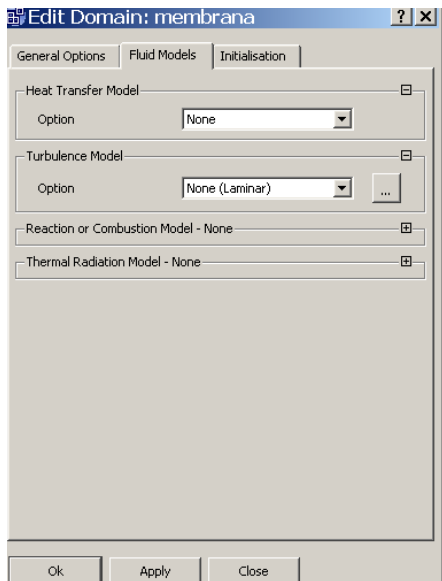 Edit Domain: membrana
General Options Fluid Models Initialisation
Heat Transfer Model
Option None
Turbulence Model
Option None (Laminar) ...
Reaction or Combustion Model - None
Thermal Radiation Model - None
Ok Apply Close